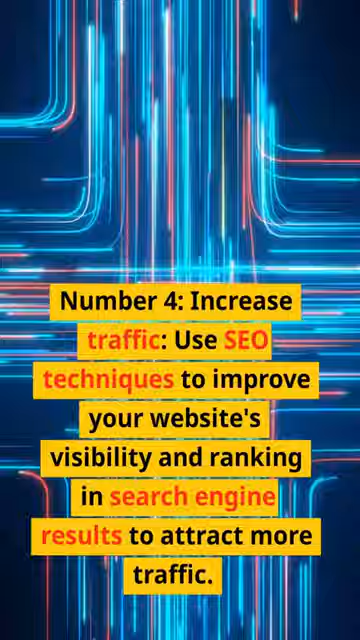 Number 4: Increase
traffic: Use SEO
techniques to improve
your website's
visibility and ranking
in search engine
results to attract more
traffic.